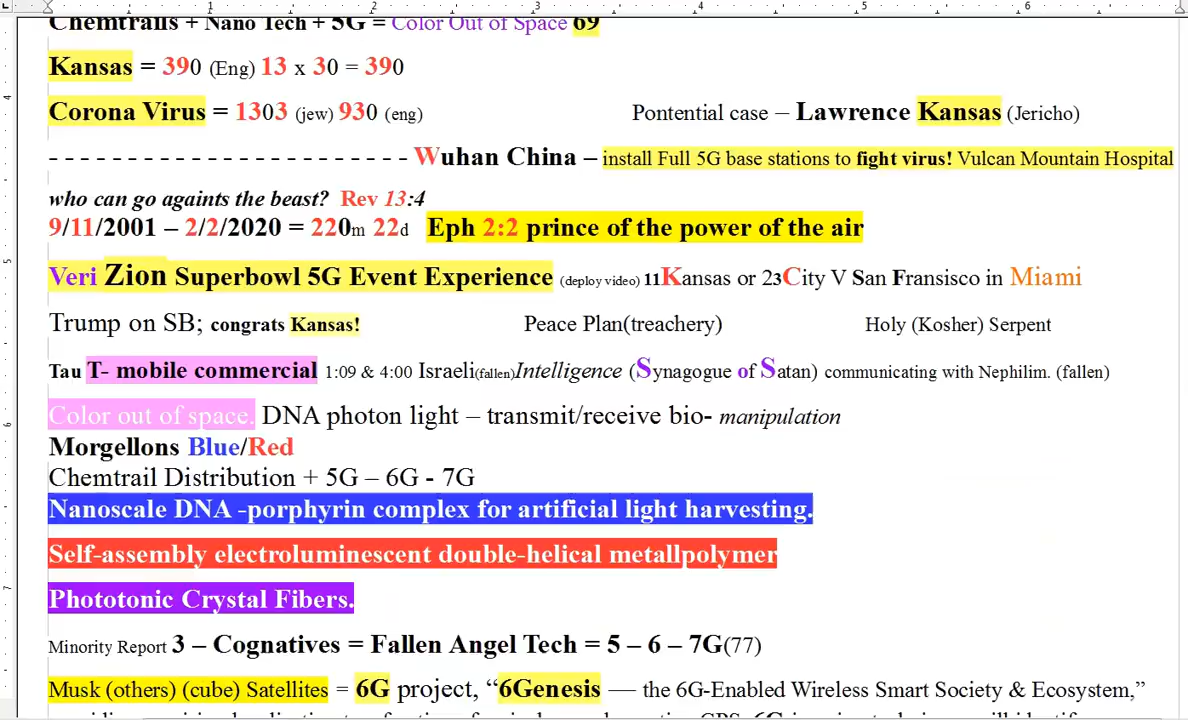 Chemtrails + Nano Tech + 5G = Color Out of Space 69
Kansas = 390 (Eng) 13 x 30 = 390
Corona Virus = 1303 (jew) 930 (eng) Pontential case – Lawrence Kansas (Jericho)
- - - - - - - - - - - - - - - - - - - - - - - Wuhan China – install Full 5G base stations to fight virus! Vulcan Mountain Hospital
who can go againts the beast? Rev 13:4
9/11/2001 – 2/2/2020 = 220m 22d Eph 2:2 prince of the power of the air
Veri Zion Superbowl 5G Event Experience (deploy video) 11Kansas or 23City V San Fransisco in Miami
Trump on SB; congrats Kansas! Peace Plan(treachery) Holy (Kosher) Serpent
Tau T- mobile commercial 1:09 & 4:00 Israeli(fallen)Intelligence (Synagogue of Satan) communicating with Nephilim. (fallen)
Color out of space. DNA photon light – transmit/receive bio- manipulation
Morgellons Blue/Red
Chemtrail Distribution + 5G – 6G - 7G
Nanoscale DNA -porphyrin complex for artificial light harvesting.
Self-assembly electroluminescent double-helical metallpolymer
Phototonic Crystal Fibers.
Minority Report 3 – Cognatives = Fallen Angel Tech = 5 – 6 – 7G(77)
Musk (others) (cube) Satellites = 6G project, “6Genesis — the 6G-Enabled Wireless Smart Society & Ecosystem,”